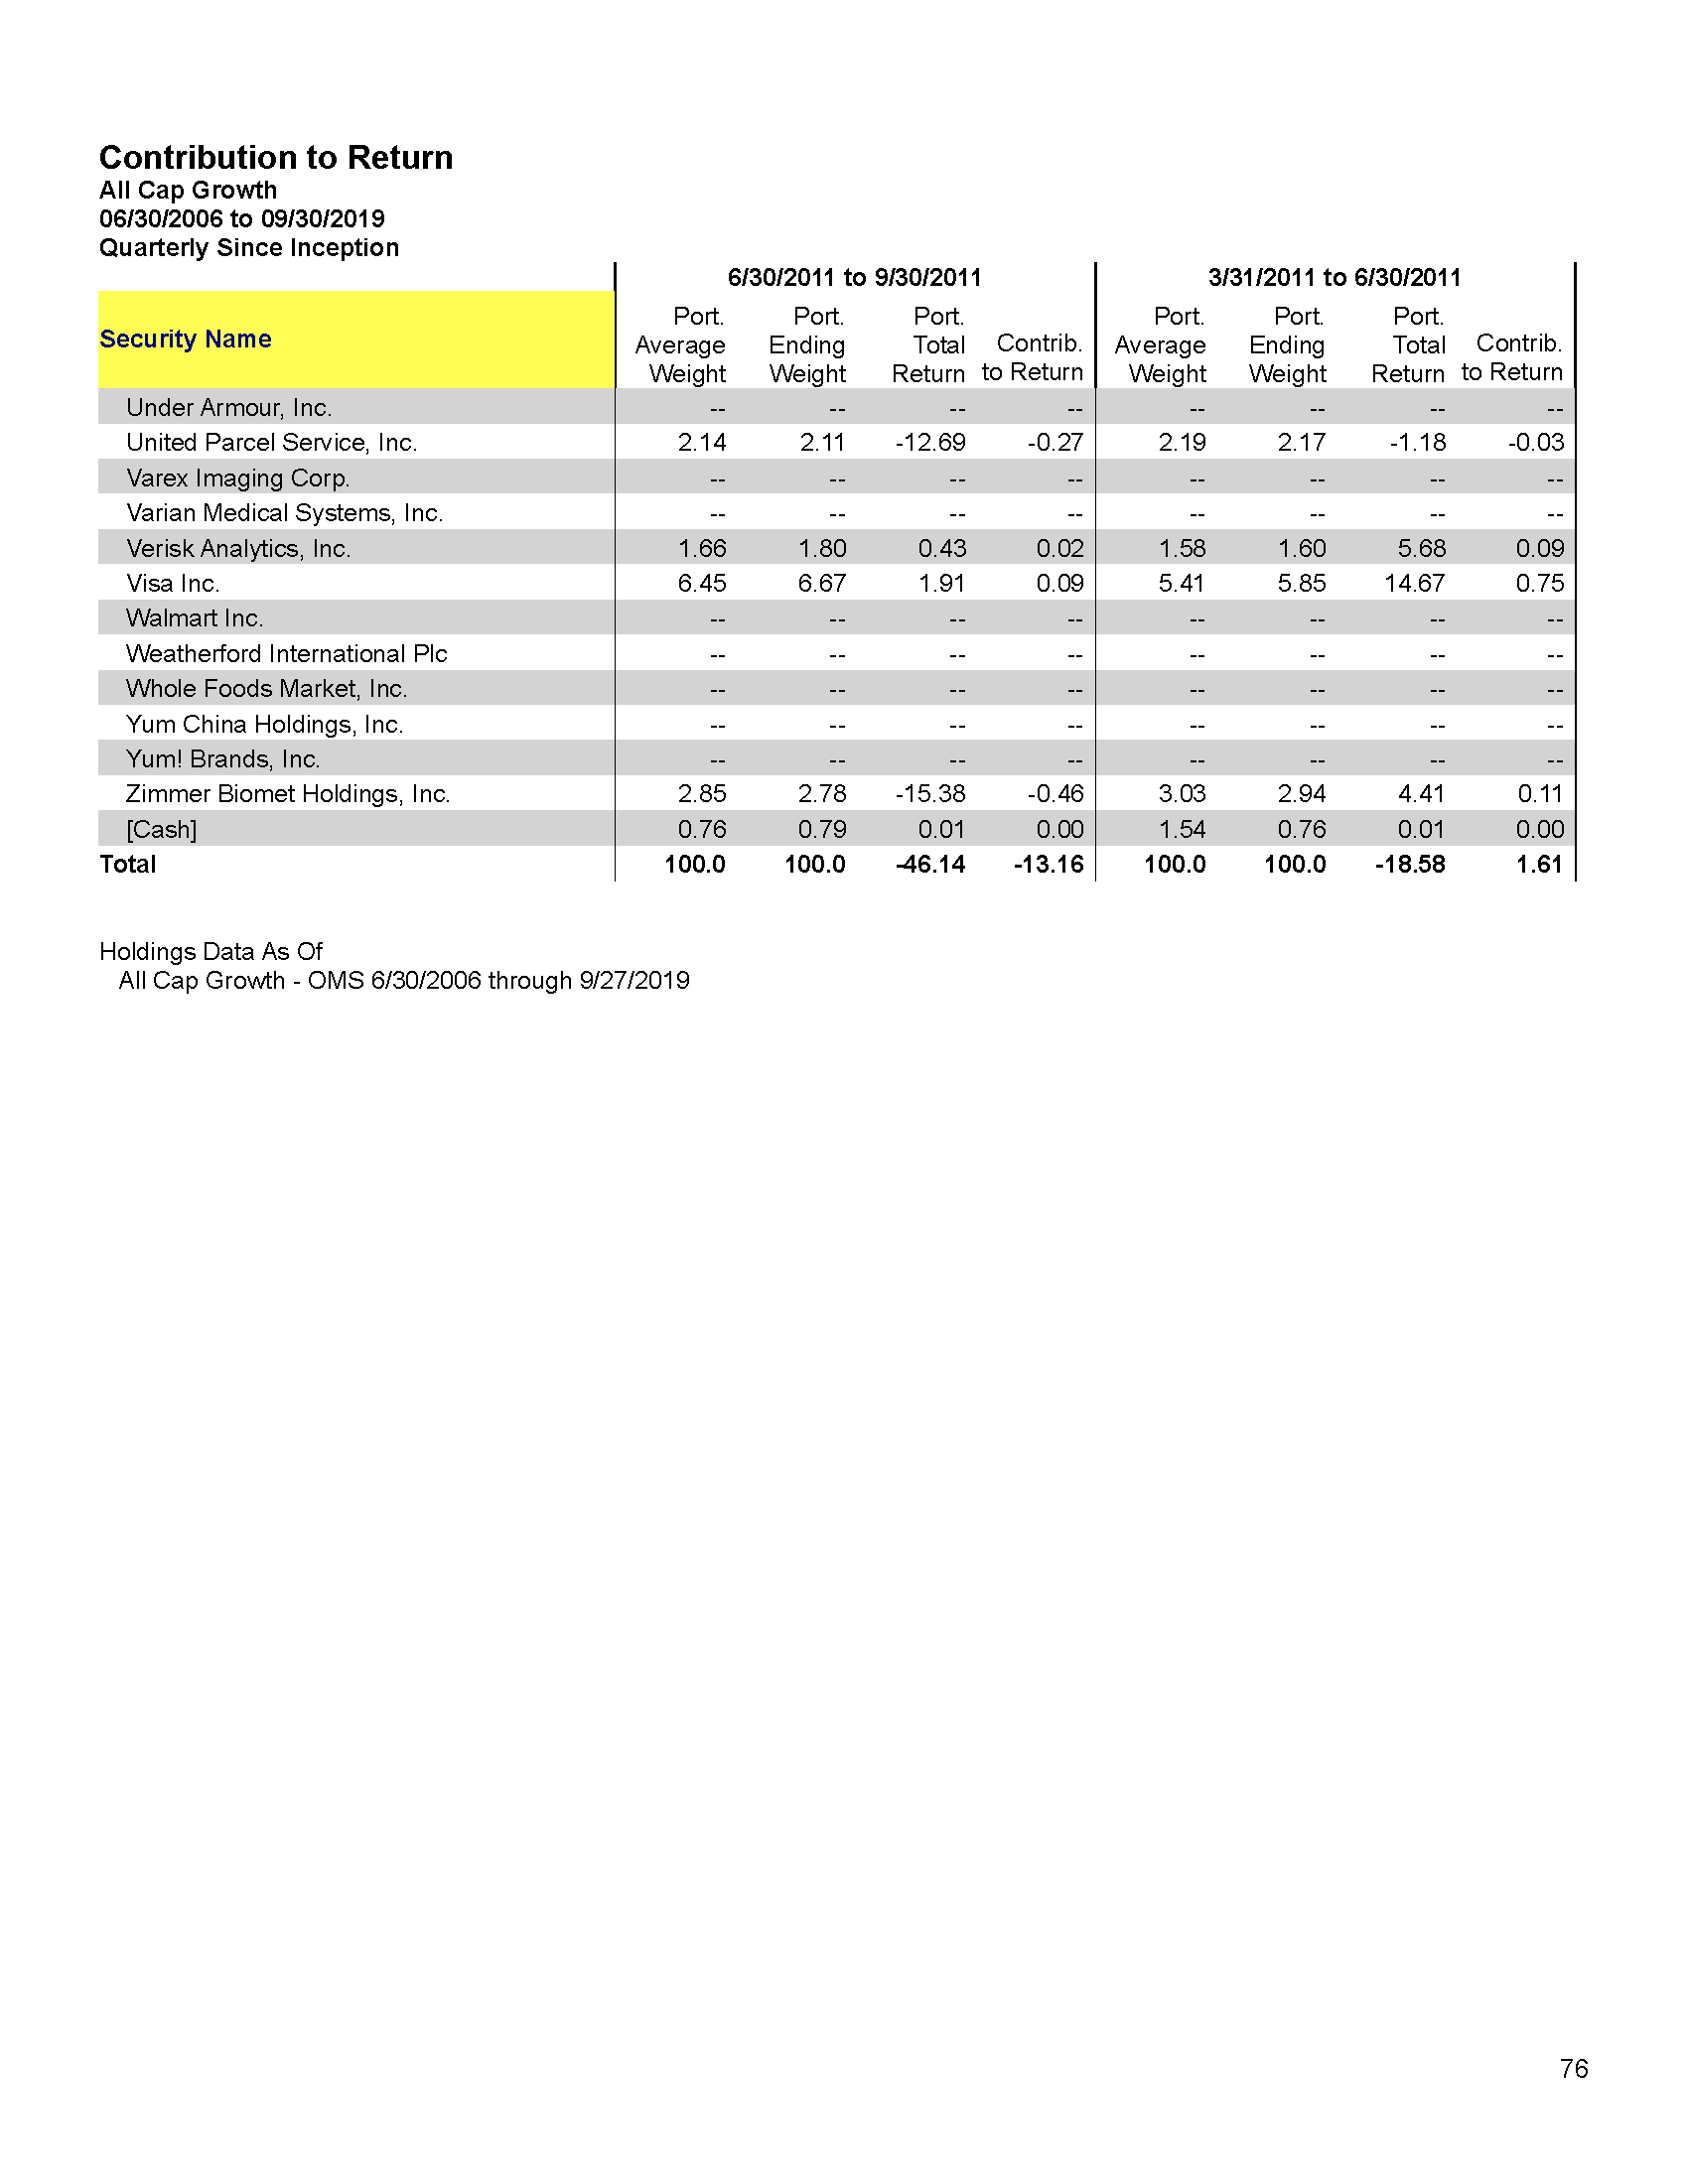 Contribution to Return
All Cap Growth
06/30/2006 to 09/30/2019
Quarterly Since Inception
6/30/2011 to 9/30/2011 3/31/2011 to 6/30/2011
Security Name Port. Average Weight Port. Ending Weight Port. Total Return Contrib. to Return Port. Average Weight Port. Ending Weight Port. Total Return Contrib. to Return
Under Armour, Inc. -- -- -- -- -- -- -- --
United Parcel Service, Inc. 2.14 2.11 -12.69 -0.27 2.19 2.17 -1.18 -0.03
Varex Imaging Corp. -- -- -- -- -- -- -- --
Varian Medical Systems, Inc. -- -- -- -- -- -- -- --
Verisk Analytics, Inc. 1.66 1.80 0.43 0.02 1.58 1.60 5.68 0.09
Visa Inc. 6.45 6.67 1.91 0.09 5.41 5.85 14.67 0.75
Walmart Inc. -- -- -- -- -- -- -- --
Weatherford International Plc -- -- -- -- -- -- -- --
Whole Foods Market, Inc. -- -- -- -- -- -- -- --
Yum China Holdings, Inc. -- -- -- -- -- -- -- --
Yum! Brands, Inc. -- -- -- -- -- -- -- --
Zimmer Biomet Holdings, Inc. 2.85 2.78 -15.38 -0.46 3.03 2.94 4.41 0.11
[Cash] 0.76 0.79 0.01 0.00 1.54 0.76 0.01 0.00
Total 100.0 100.0 -46.14 -13.16 100.0 100.0 -18.58 1.61
Holdings Data As Of
All Cap Growth - OMS 6/30/2006 through 9/27/2019
76